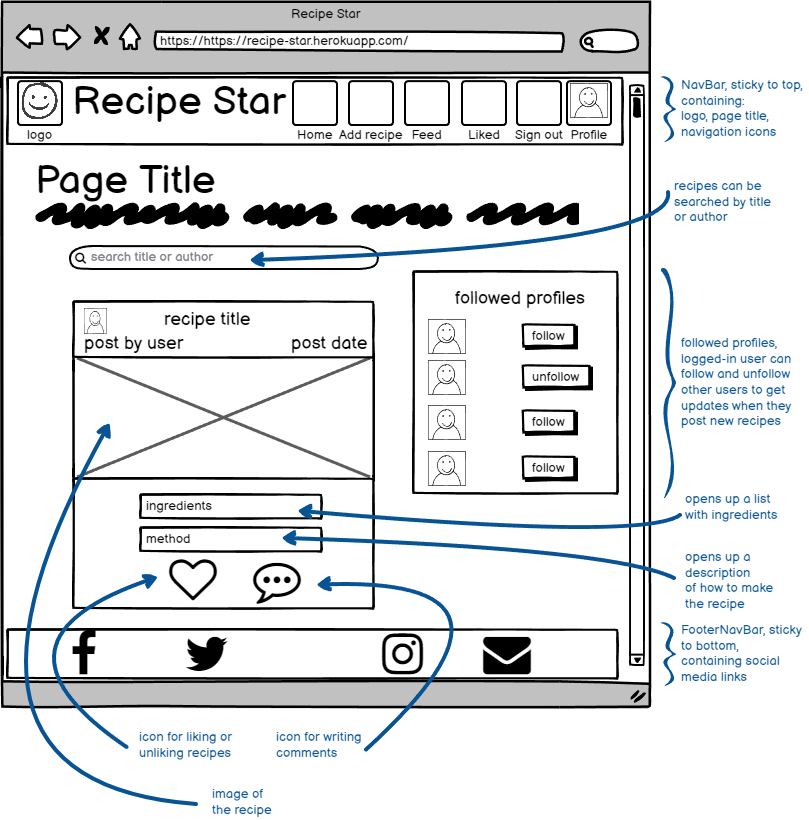 Recipe Star
https://https://recipe-star.herokuapp.com/
Recipe Star
logo
Home Add recipe Feed Liked Sign out Profile
NavBar, sticky to top,
containing:
logo, page title,
navigation icons
Page Title
recipes can be
searched by title
or author
search title or author
followed profiles
follow
unfollow
follow
follow
followed profiles,
logged-in user can
follow and unfollow
other users to get
updates when they
post new recipes
recipe title
post by user post date
ingredients
method
opens up a list
with ingredients
opens up a
description
of how to make
the recipe
FooterNavBar, sticky
to bottom,
containing social
media links
icon for liking or
unliking recipes
icon for writing
comments
image of
the recipe